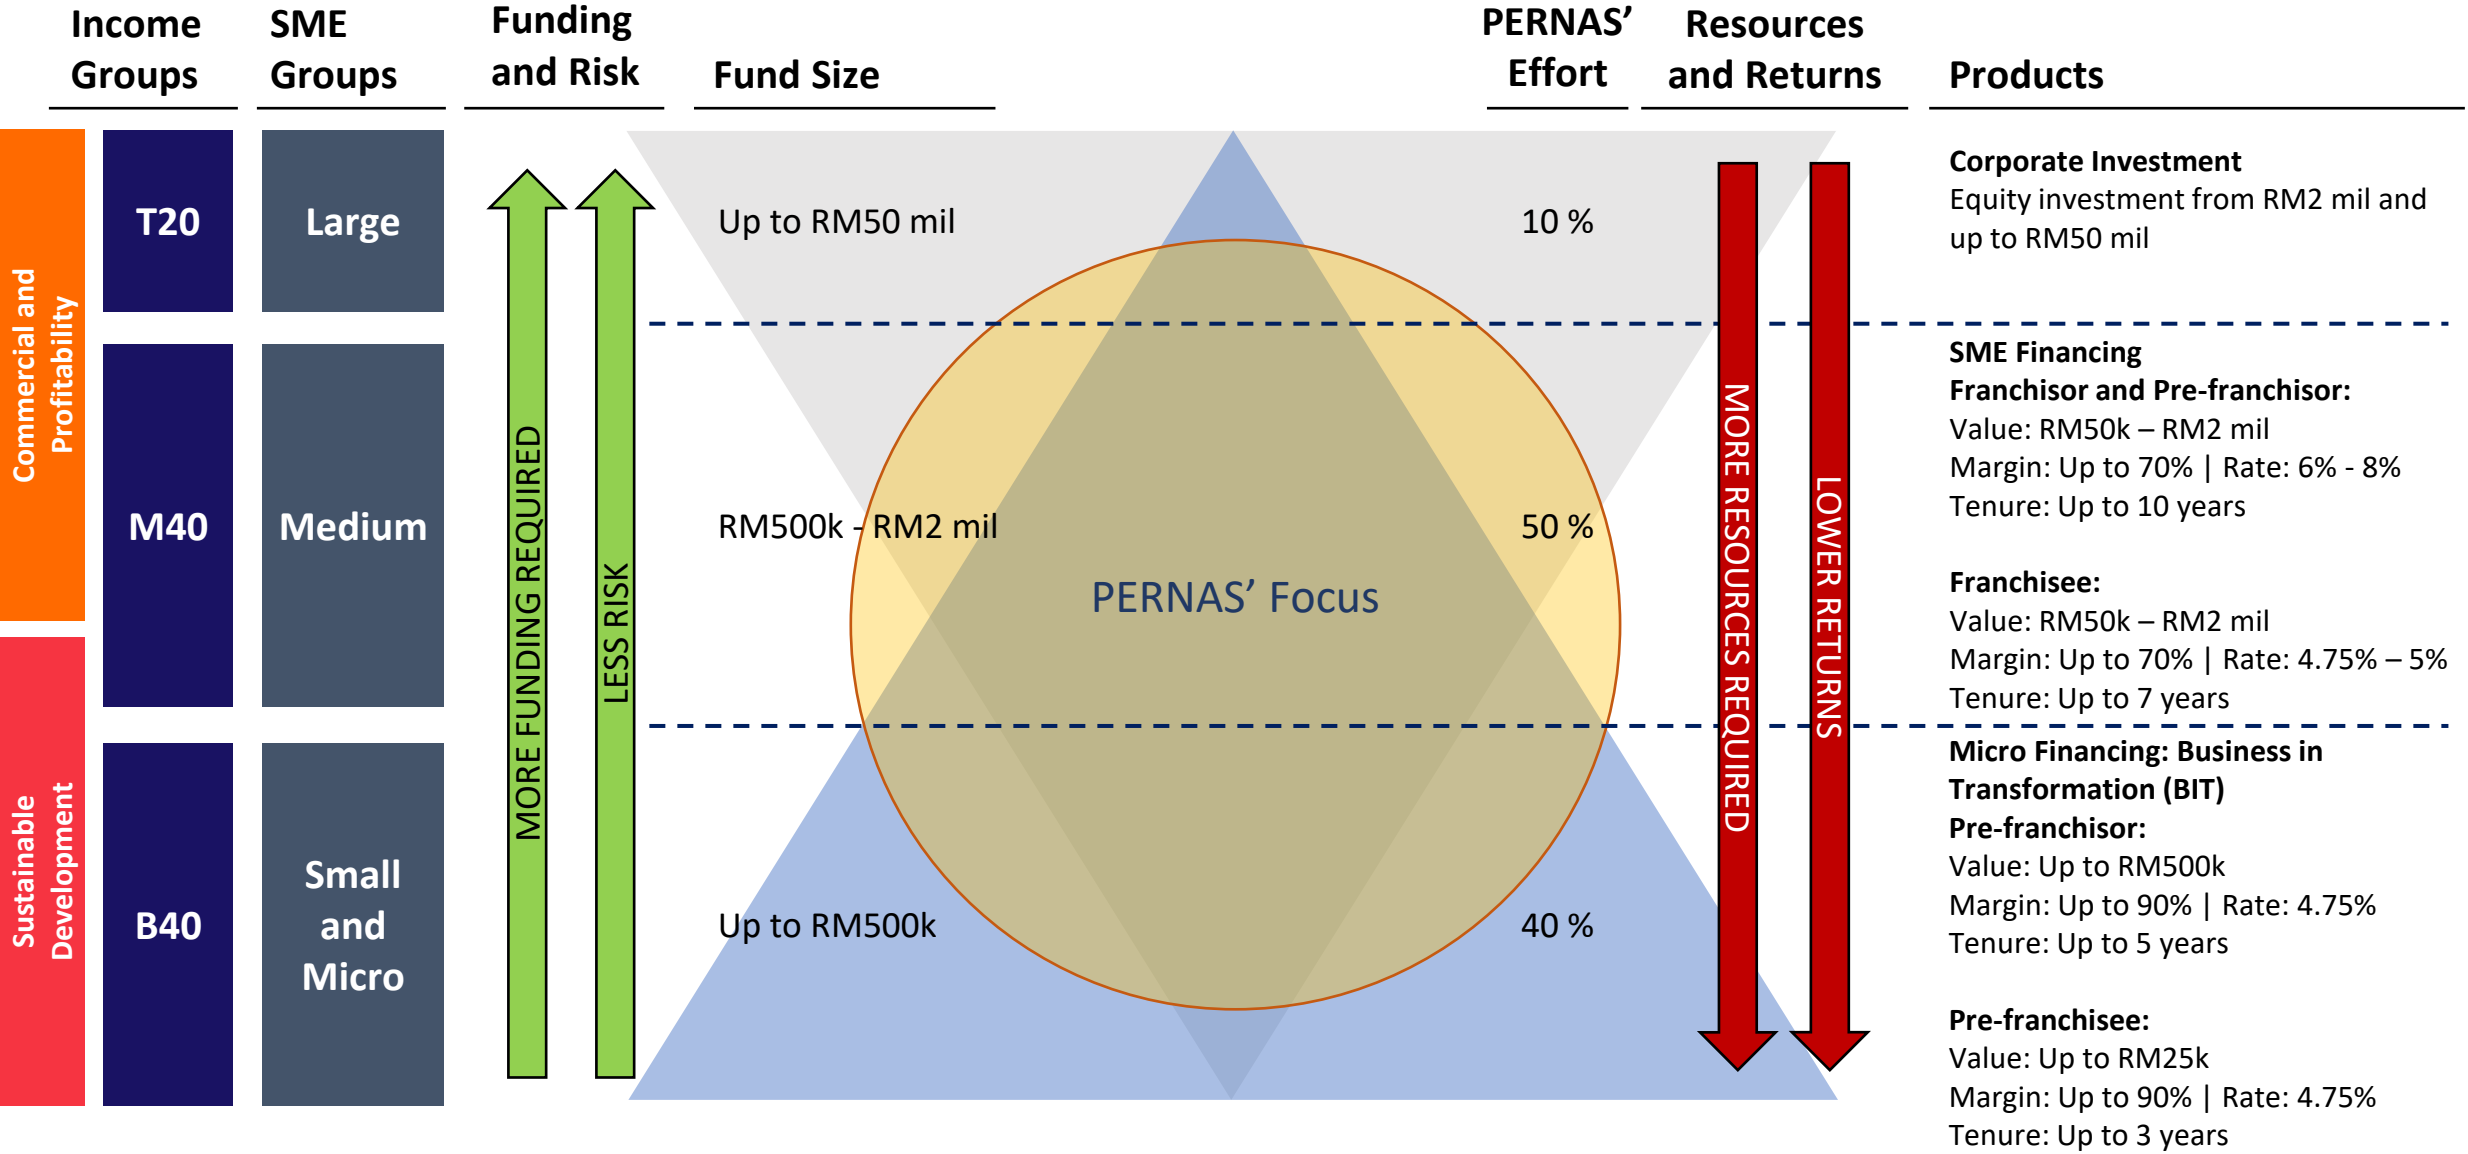 Income
Groups
SME
Groups
Funding
and Risk
Fund Size
PERNAS’
Effort
Resources
and Returns
Products
Commercial and
Profitability
Sustainable
Development
T20
Large
M40
Medium
B40
Small
and
Micro
MORE FUNDING REQUIRED
LESS RISK
Up to RM50 mil
10 %
RM500k - RM2 mil
50 %
PERNAS’ Focus
Up to RM500k
40 %
MORE RESOURCES REQUIRED
LOWER RETURNS
Corporate Investment
Equity investment from RM2 mil and
up to RM50 mil
SME Financing
Franchisor and Pre-franchisor:
Value: RM50k – RM2 mil
Margin: Up to 70% | Rate: 6% - 8%
Tenure: Up to 10 years
Franchisee:
Value: RM50k – RM2 mil
Margin: Up to 70% | Rate: 4.75% – 5%
Tenure: Up to 7 years
Micro Financing: Business in
Transformation (BIT)
Pre-franchisor:
Value: Up to RM500k
Margin: Up to 90% | Rate: 4.75%
Tenure: Up to 5 years
Pre-franchisee:
Value: Up to RM25k
Margin: Up to 90% | Rate: 4.75%
Tenure: Up to 3 years